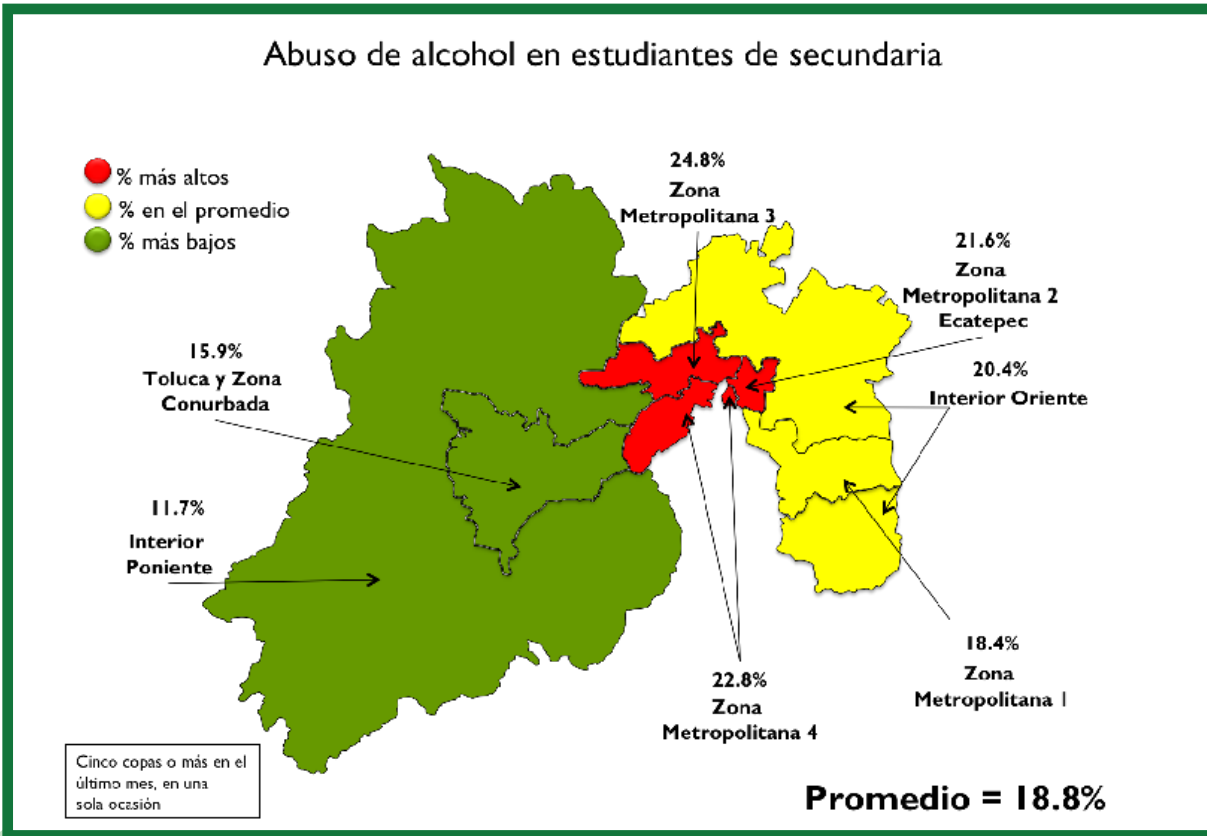 Abuso de alcohol en estudiantes de secundaria
% más altos
% en el promedio
% más bajos
24.8%
Zona
Metropolitana 3
21.6%
Zona
Metropolitana 2
Ecatepec
15.9%
Toluca y Zona
Conurbada
20.4%
Interior Oriente
11.7%
Interior
Poniente
18.4%
Zona
Metropolitana 1
22.8%
Zona
Metropolitana 4
Cinco copas o más en el
último mes, en una
sola ocasión
Promedio = 18.8%